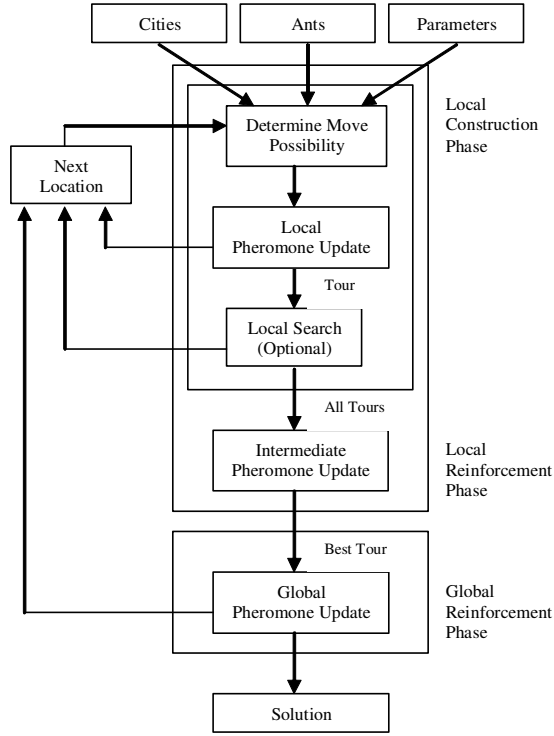 Cities
Ants
Parameters
Local
Construction
Phase
Determine Move
Possibility
Next
Location
Local
Pheromone Update
Tour
Local Search
(Optional)
All Tours
Intermediate
Pheromone Update
Local
Reinforcement
Phase
Best Tour
Global
Pheromone Update
Global
Reinforcement
Phase
Solution